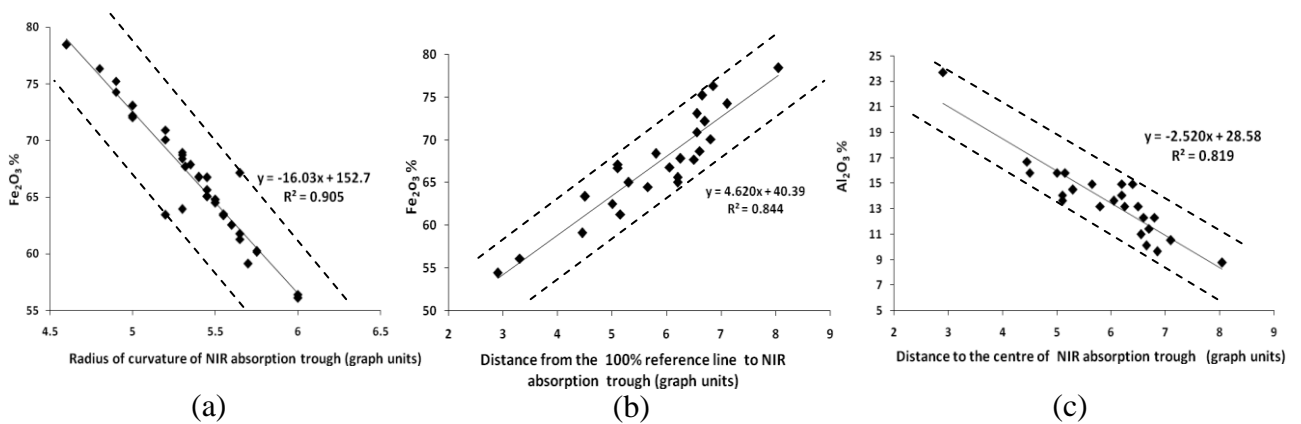 80
75
70
65
60
55
4.5 5 5.5 6 6.5
Fe₂O₃ %
y = -16.03x + 152.7
R² = 0.905
Radius of curvature of NIR absorption trough (graph units)
(a)
80
75
70
65
60
55
50
2 3 4 5 6 7 8 9
Fe₂o₃ %
y = 4.620x + 40.39
R² = 0.844
Distance from the 100% reference line to NIR
absorption trough (graph units)
(b)
25
23
21
19
17
15
13
11
9
7
5
2 3 4 5 6 7 8 9
Al₂O₃ %
y = -2.520x + 28.58
R² = 0.819
Distance to the centre of NIR absorption trough (graph units)
(c)